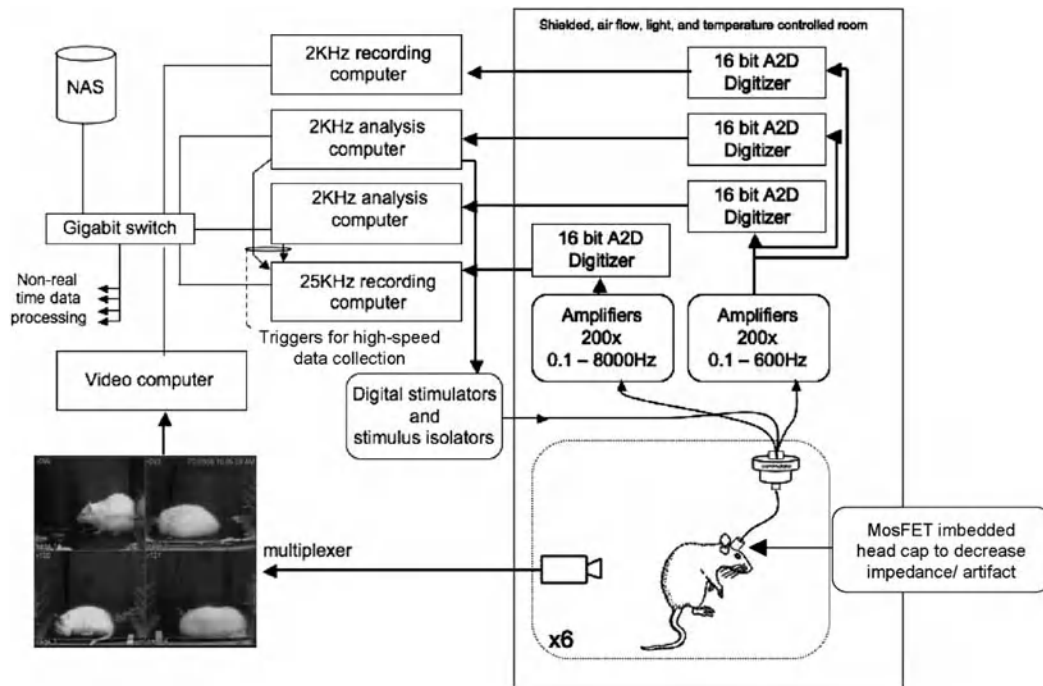 Shielded, air flow, light, and temperature controlled room
NAS
2KHz recording
computer
16 bit A2D
Digitizer
2KHz analysis
computer
16 bit A2D
Digitizer
2KHz analysis
computer
16 bit A2D
Digitizer
Gigabit switch
16 bit A2D
Digitizer
25KHz recording
computer
Non-real
time data
processing
Triggers for high-speed
data collection
Amplifiers
200x
0.1 – 8000Hz
Amplifiers
200x
0.1 – 600Hz
Video computer
Digital stimulators
and
stimulus isolators
multiplexer
MosFET imbedded
head cap to decrease
impedance/ artifact
x6